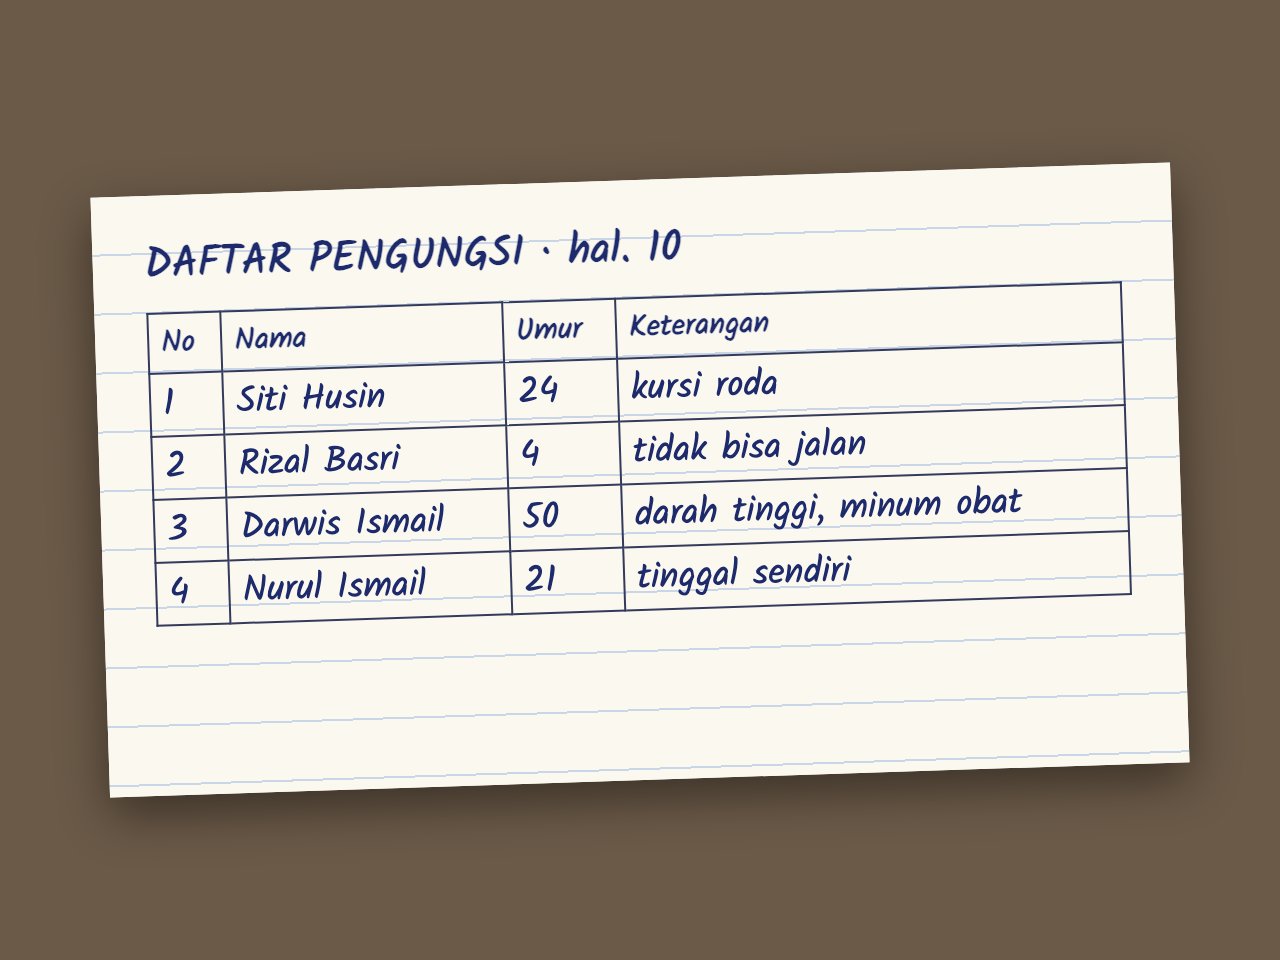 DAFTAR PENGUNGSI · hal. 10
No Nama Umur Keterangan
1 Siti Husin 24 kursi roda
2 Rizal Basri 4 tidak bisa jalan
3 Darwis Ismail 50 darah tinggi, minum obat
4 Nurul Ismail 21 tinggal sendiri